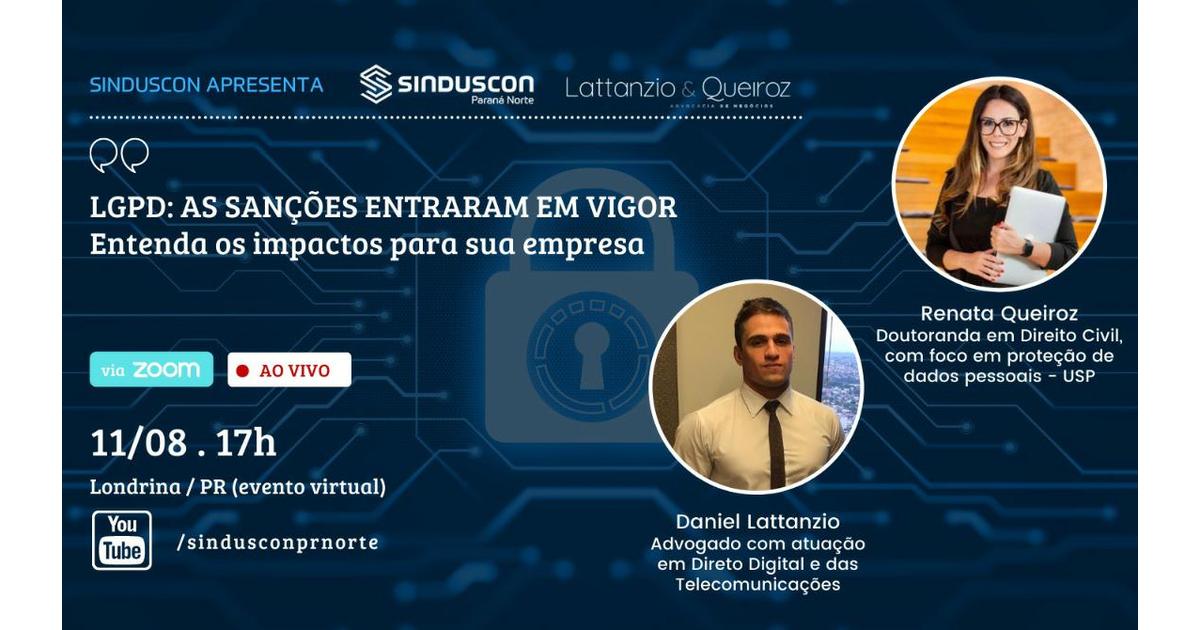 SINDUSCON APRESENTA
SINDUSCON
Paraná Norte
Lattanzio & Queiroz
ADVOCACIA DE NEGÓCIOS
LGPD: AS SANÇÕES ENTRARAM EM VIGOR
Entenda os impactos para sua empresa
via zoom
AO VIVO
11/08 . 17h
Londrina / PR (evento virtual)
You
Tube
/sindusconprnorte
Renata Queiroz
Doutoranda em Direito Civil,
com foco em proteção de
dados pessoais - USP
Daniel Lattanzio
Advogado com atuação
em Direto Digital e das
Telecomunicações